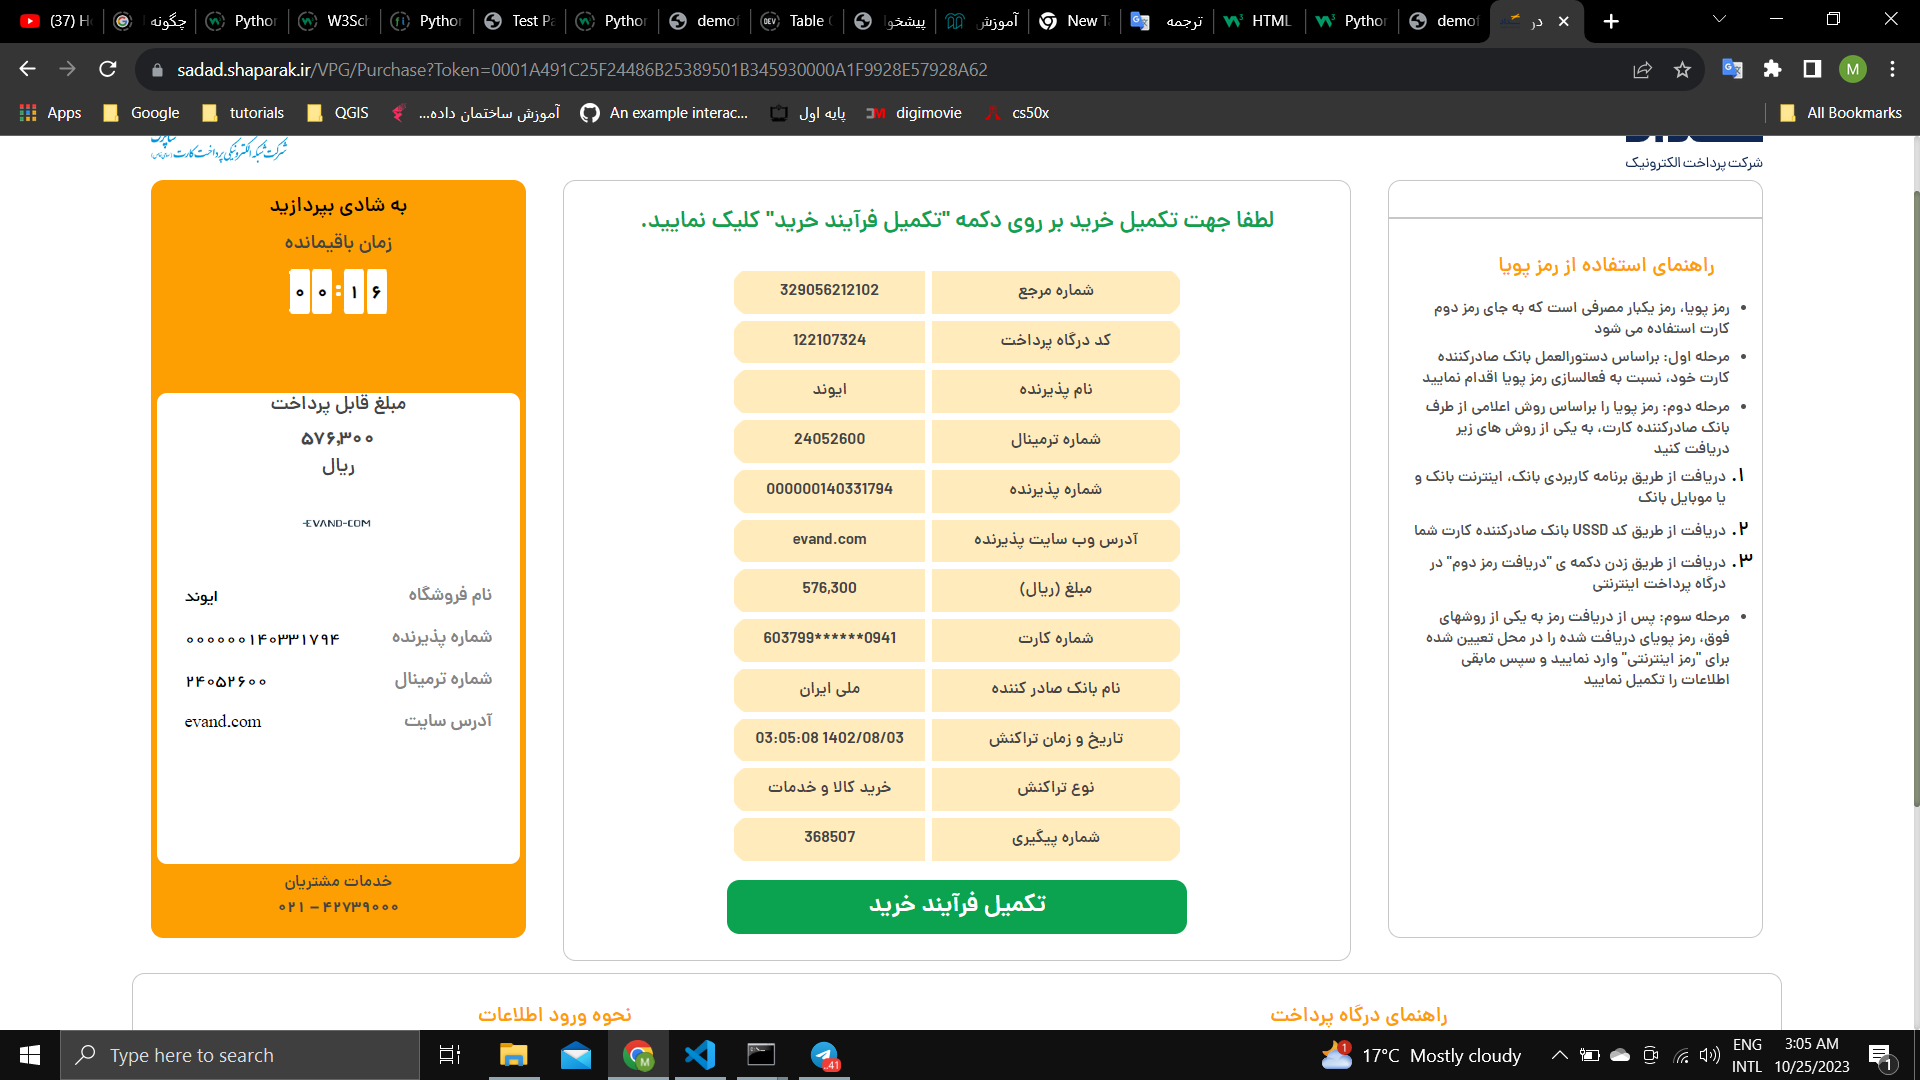 (37) H
چگونه
Python
W3Sch
Python
Test Pa
Python
demof
Table
پیشخوا
آموزش
New T
ترجمه
HTML
Python
demof
در
sadad.shaparak.ir/VPG/Purchase?Token=0001A491C25F24486B25389501B345930000A1F9928E57928A62
M
Apps
Google
tutorials
QGIS
آموزش ساختمان داده...
An example interac...
پایه اول
digimovie
cs50x
All Bookmarks
شرکت شبکه الکترونیکی پرداخت کارت
شرکت پرداخت الکترونیک
راهنمای استفاده از رمز پویا
• رمز پویا، رمز یکبار مصرفی است که به جای رمز دوم
کارت استفاده می شود
• مرحله اول: براساس دستورالعمل بانک صادرکننده
کارت خود، نسبت به فعالسازی رمز پویا اقدام نمایید
• مرحله دوم: رمز پویا را براساس روش اعلامی از طرف
بانک صادرکننده کارت، به یکی از روش های زیر
دریافت کنید
۱. دریافت از طریق برنامه کاربردی بانک، اینترنت بانک و
یا موبایل بانک
۲. دریافت از طریق کد USSD بانک صادرکننده کارت شما
۳. دریافت از طریق زدن دکمه ی "دریافت رمز دوم" در
درگاه پرداخت اینترنتی
• مرحله سوم: پس از دریافت رمز به یکی از روشهای
فوق، رمز پویای دریافت شده را در محل تعیین شده
برای "رمز اینترنتی" وارد نمایید و سپس مابقی
اطلاعات را تکمیل نمایید
لطفا جهت تکمیل خرید بر روی دکمه "تکمیل فرآیند خرید" کلیک نمایید.
شماره مرجع 329056212102
کد درگاه پرداخت 122107324
نام پذیرنده ایوند
شماره ترمینال 24052600
شماره پذیرنده 000000140331794
آدرس وب سایت پذیرنده evand.com
مبلغ (ریال) 576,300
شماره کارت 603799******0941
نام بانک صادر کننده ملی ایران
تاریخ و زمان تراکنش 03:05:08 1402/08/03
نوع تراکنش خرید کالا و خدمات
شماره پیگیری 368507
تکمیل فرآیند خرید
به شادی بپردازید
زمان باقیمانده
۰۰:۱۶
مبلغ قابل پرداخت
۵۷۶,۳۰۰
ریال
-EVAND-COM
نام فروشگاه ایوند
شماره پذیرنده ۰۰۰۰۰۰۱۴۰۳۳۱۷۹۴
شماره ترمینال ۲۴۰۵۲۶۰۰
آدرس سایت evand.com
خدمات مشتریان
۰۲۱ – ۴۲۷۳۹۰۰۰
راهنمای درگاه پرداخت
نحوه ورود اطلاعات
Type here to search
17°C Mostly cloudy
ENG
INTL
3:05 AM
10/25/2023